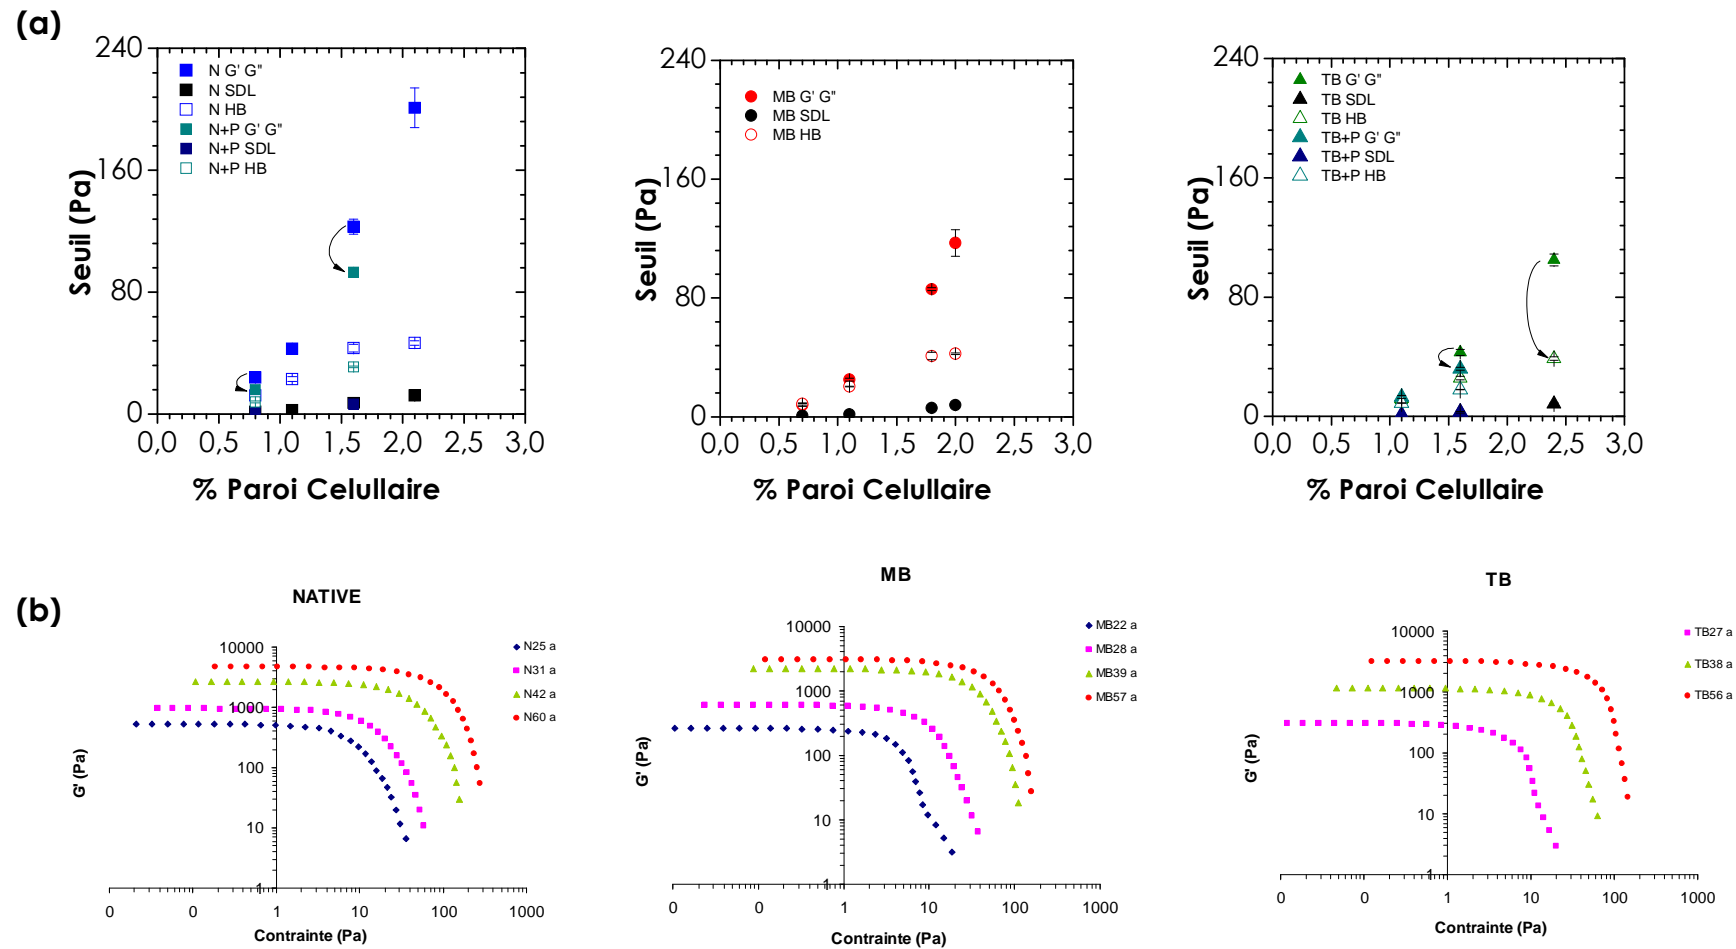 (a)
240
160
80
0
Seuil (Pa)
N G' G"
N SDL
N HB
N+P G' G"
N+P SDL
N+P HB
0,0 0,5 1,0 1,5 2,0 2,5 3,0
% Paroi Celullaire
240
160
80
0
Seuil (Pa)
MB G' G"
MB SDL
MB HB
0,0 0,5 1,0 1,5 2,0 2,5 3,0
% Paroi Celullaire
240
160
80
0
Seuil (Pa)
TB G' G"
TB SDL
TB HB
TB+P G' G"
TB+P SDL
TB+P HB
0,0 0,5 1,0 1,5 2,0 2,5 3,0
% Paroi Celullaire
(b)
NATIVE
10000
1000
100
10
1
G' (Pa)
N25 a
N31 a
N42 a
N60 a
0 0 1 10 100 1000
Contrainte (Pa)
MB
10000
1000
100
10
1
G' (Pa)
MB22 a
MB28 a
MB39 a
MB57 a
0 0 1 10 100 1000
Contrainte (Pa)
TB
10000
1000
100
10
1
G' (Pa)
TB27 a
TB38 a
TB56 a
0 0 1 10 100 1000
Contrainte (Pa)